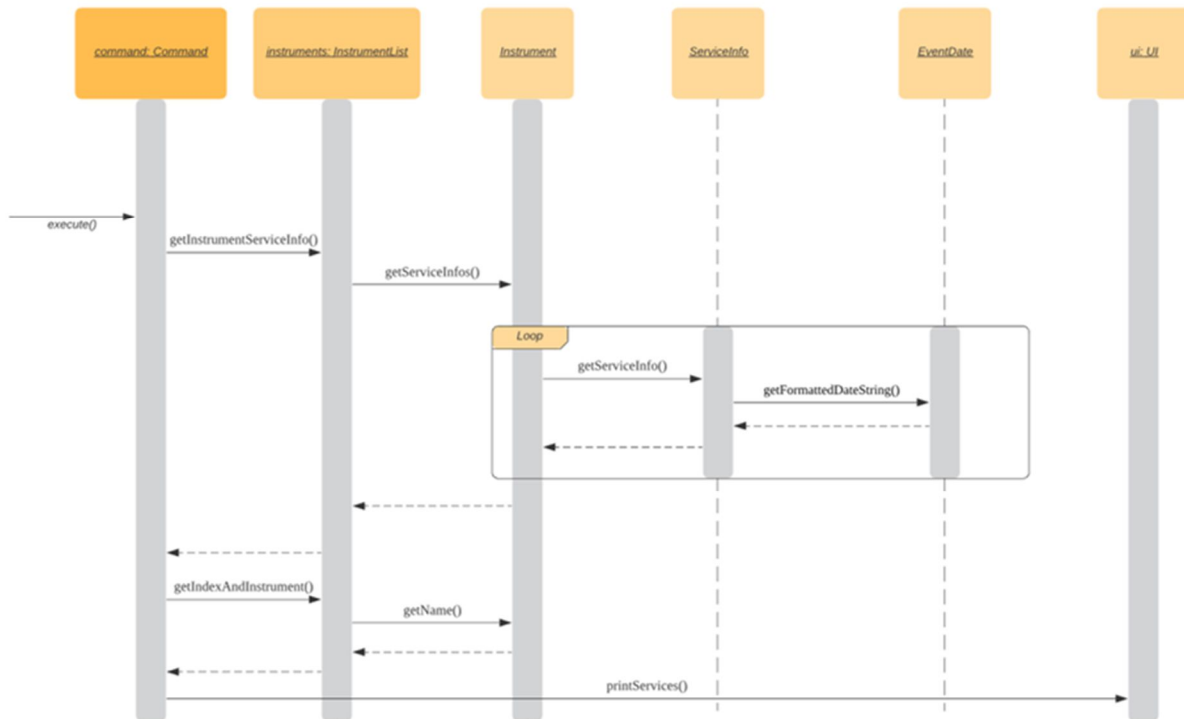 command: Command
instruments: InstrumentList
Instrument
ServiceInfo
EventDate
ui: UI
execute()
getInstrumentServiceInfo()
getServiceInfos()
Loop
getServiceInfo()
getFormattedDateString()
getIndexAndInstrument()
getName()
printServices()